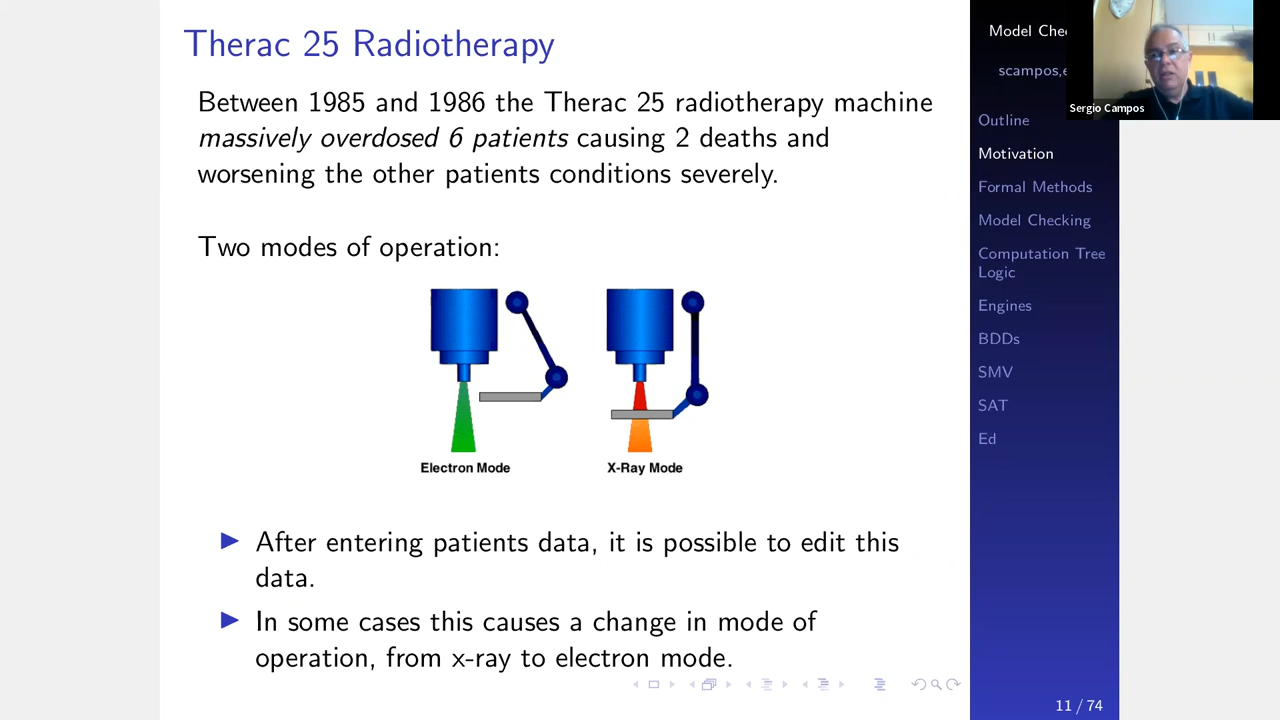 Therac 25 Radiotherapy
Between 1985 and 1986 the Therac 25 radiotherapy machine
massively overdosed 6 patients causing 2 deaths and
worsening the other patients conditions severely.
Two modes of operation:
Electron Mode
X-Ray Mode
After entering patients data, it is possible to edit this
data.
In some cases this causes a change in mode of
operation, from x-ray to electron mode.
Model Che
scampos,e
Sergio Campos
Outline
Motivation
Formal Methods
Model Checking
Computation Tree
Logic
Engines
BDDs
SMV
SAT
Ed
11 / 74